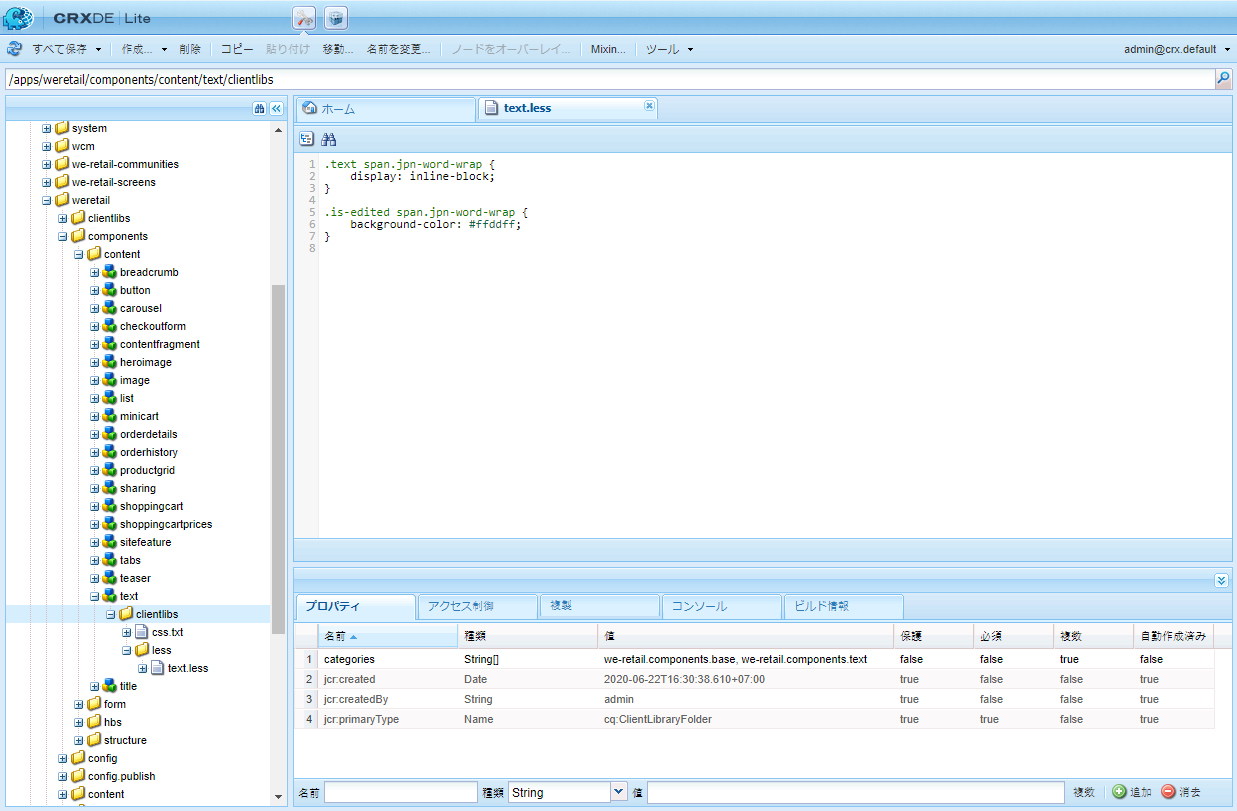 CRXDE | Lite
すべて保存 作成... 削除 コピー 貼り付け 移動... 名前を変更... ノードをオーバーレイ... Mixin... ツール admin@crx.default
/apps/weretail/components/content/text/clientlibs
system
wcm
we-retail-communities
we-retail-screens
weretail
clientlibs
components
content
breadcrumb
button
carousel
checkoutform
contentfragment
heroimage
image
list
minicart
orderdetails
orderhistory
productgrid
sharing
shoppingcart
shoppingcartprices
sitefeature
tabs
teaser
text
clientlibs
css.txt
less
text.less
title
form
hbs
structure
config
config.publish
content
ホーム text.less
1 .text span.jpn-word-wrap {
2 display: inline-block;
3 }
4
5 .is-edited span.jpn-word-wrap {
6 background-color: #ffddff;
7 }
8
プロパティ アクセス制御 複製 コンソール ビルド情報
名前 種類 値 保護 必須 複数 自動作成済み
1 categories String[] we-retail.components.base, we-retail.components.text false false true false
2 jcr:created Date 2020-06-22T16:30:38.610+07:00 true false false true
3 jcr:createdBy String admin true false false true
4 jcr:primaryType Name cq:ClientLibraryFolder true true false true
名前 種類 String 値 複数 追加 消去